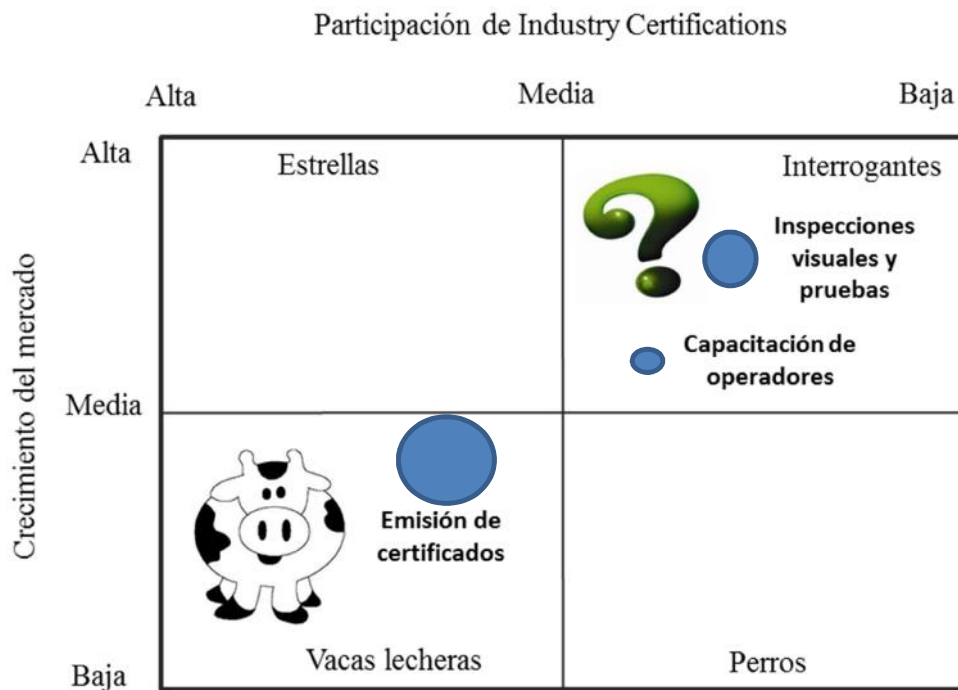 Participación de Industry Certifications
Alta
Media
Baja
Alta
Estrellas
Interrogantes
Inspecciones
visuales y
pruebas
Capacitación de
operadores
Crecimiento del mercado
Media
Emisión de
certificados
Vacas lecheras
Perros
Baja